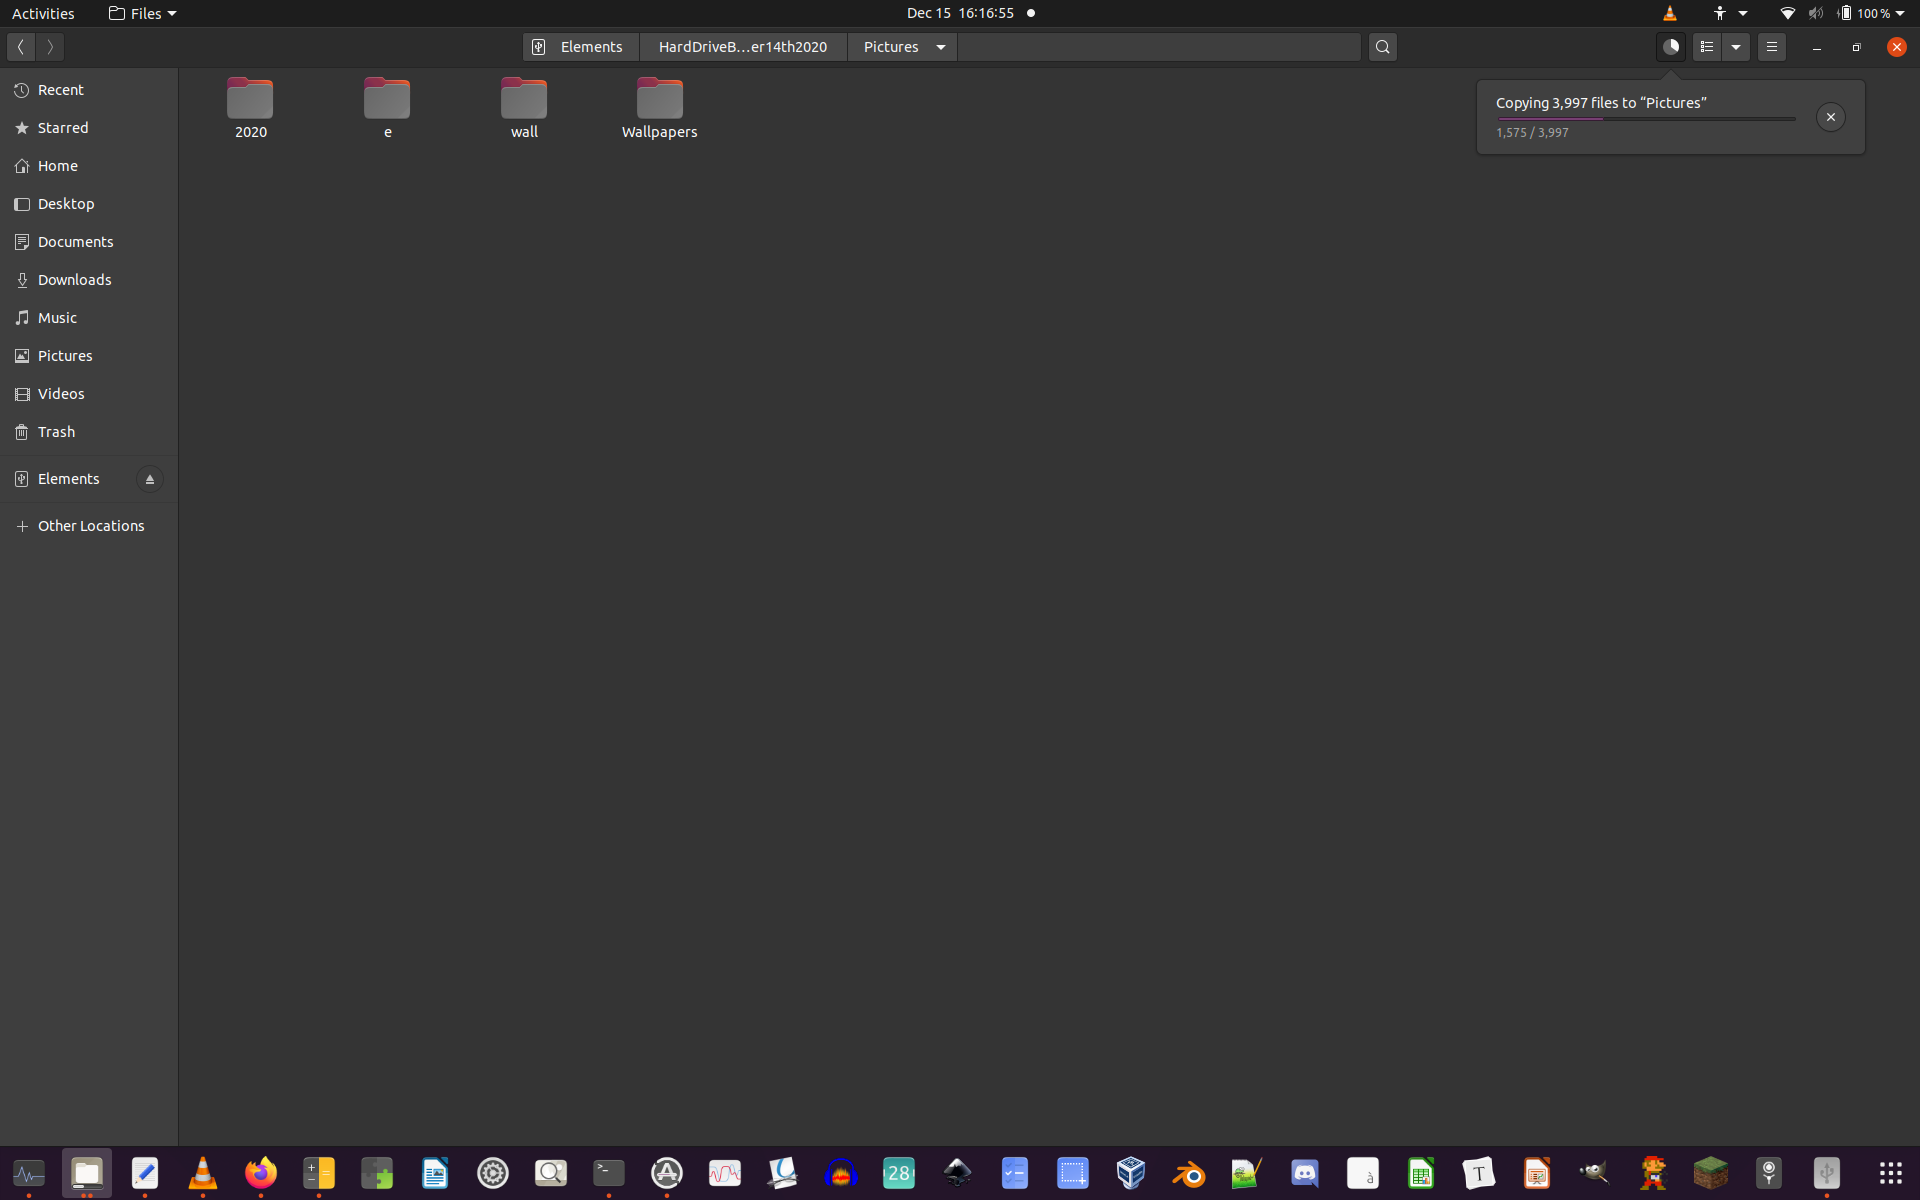 Activities
Files
Dec 15 16:16:55
100 %
Elements
HardDriveB...er14th2020
Pictures
Recent
Starred
Home
Desktop
Documents
Downloads
Music
Pictures
Videos
Trash
Elements
Other Locations
2020
e
wall
Wallpapers
Copying 3,997 files to “Pictures”
1,575 / 3,997
28
T
à